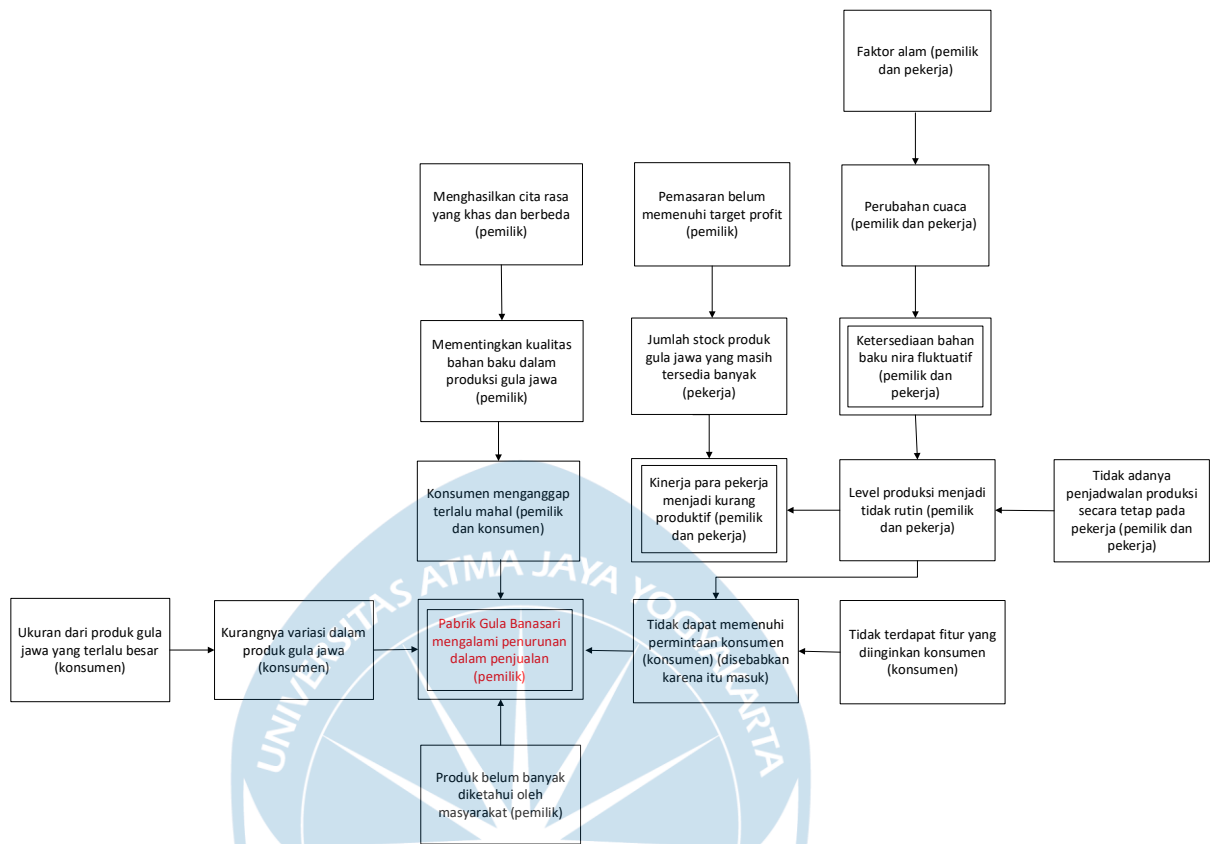 Faktor alam (pemilik
dan pekerja)
Menghasilkan cita rasa
yang khas dan berbeda
(pemilik)
Pemasaran belum
memenuhi target profit
(pemilik)
Perubahan cuaca
(pemilik dan pekerja)
Mementingkan kualitas
bahan baku dalam
produksi gula jawa
(pemilik)
Jumlah stock produk
gula jawa yang masih
tersedia banyak
(pekerja)
Ketersediaan bahan
baku nira fluktuatif
(pemilik dan
pekerja)
Konsumen menganggap
terlalu mahal (pemilik
dan konsumen)
Kinerja para pekerja
menjadi kurang
produktif (pemilik
dan pekerja)
Level produksi menjadi
tidak rutin (pemilik
dan pekerja)
Tidak adanya
penjadwalan produksi
secara tetap pada
pekerja (pemilik dan
pekerja)
Ukuran dari produk gula
jawa yang terlalu besar
(konsumen)
Kurangnya variasi dalam
produk gula jawa
(konsumen)
Pabrik Gula Banasari
mengalami penurunan
dalam penjualan
(pemilik)
Tidak dapat memenuhi
permintaan konsumen
(konsumen) (disebabkan
karena itu masuk)
Tidak terdapat fitur yang
diinginkan konsumen
(konsumen)
Produk belum banyak
diketahui oleh
masyarakat (pemilik)
UNIVERSITAS ATMA JAYA YOGYAKARTA